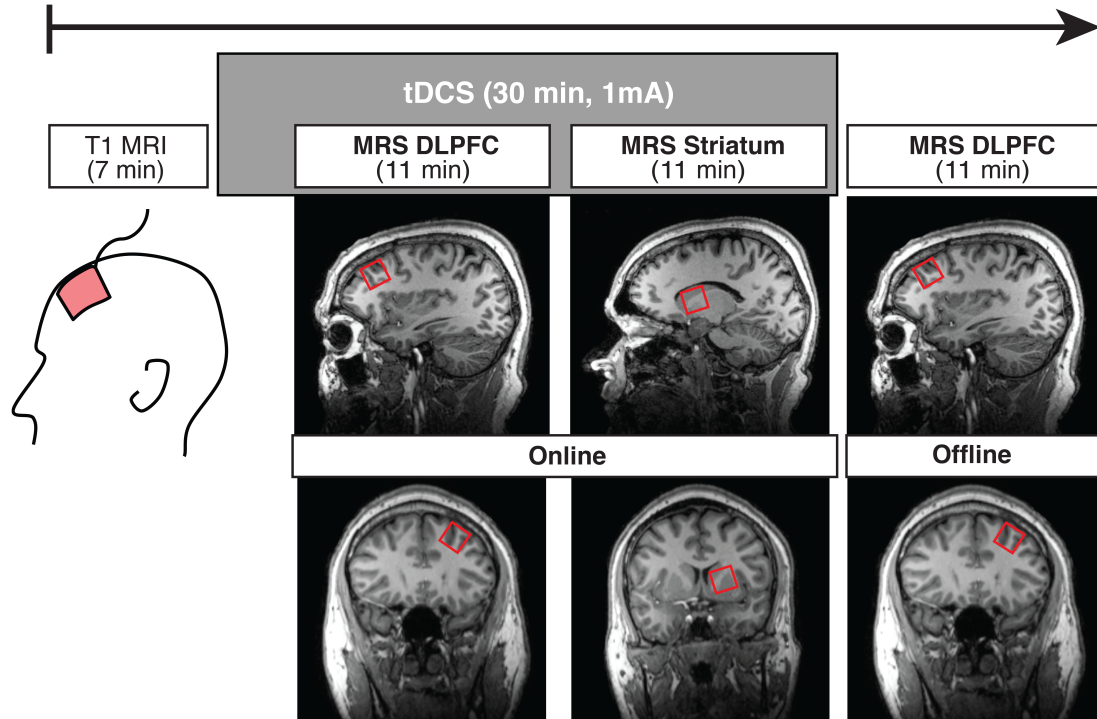 tDCS (30 min, 1mA)
T1 MRI
(7 min)
MRS DLPFC
(11 min)
MRS Striatum
(11 min)
MRS DLPFC
(11 min)
Online
Offline